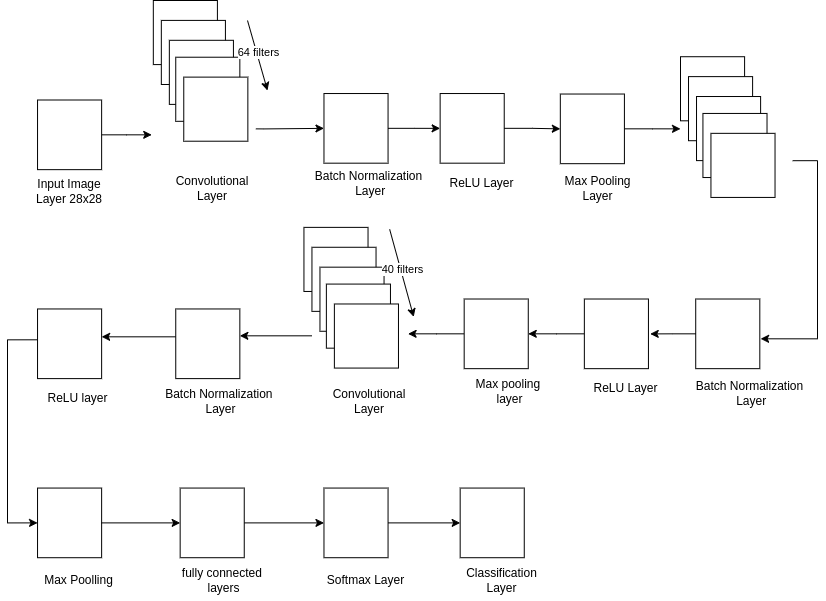 64 filters
Input Image
Layer 28x28
Convolutional
Layer
Batch Normalization
Layer
ReLU Layer
Max Pooling
Layer
40 filters
ReLU layer
Batch Normalization
Layer
Convolutional
Layer
Max pooling
layer
ReLU Layer
Batch Normalization
Layer
Max Poolling
fully connected
layers
Softmax Layer
Classification
Layer